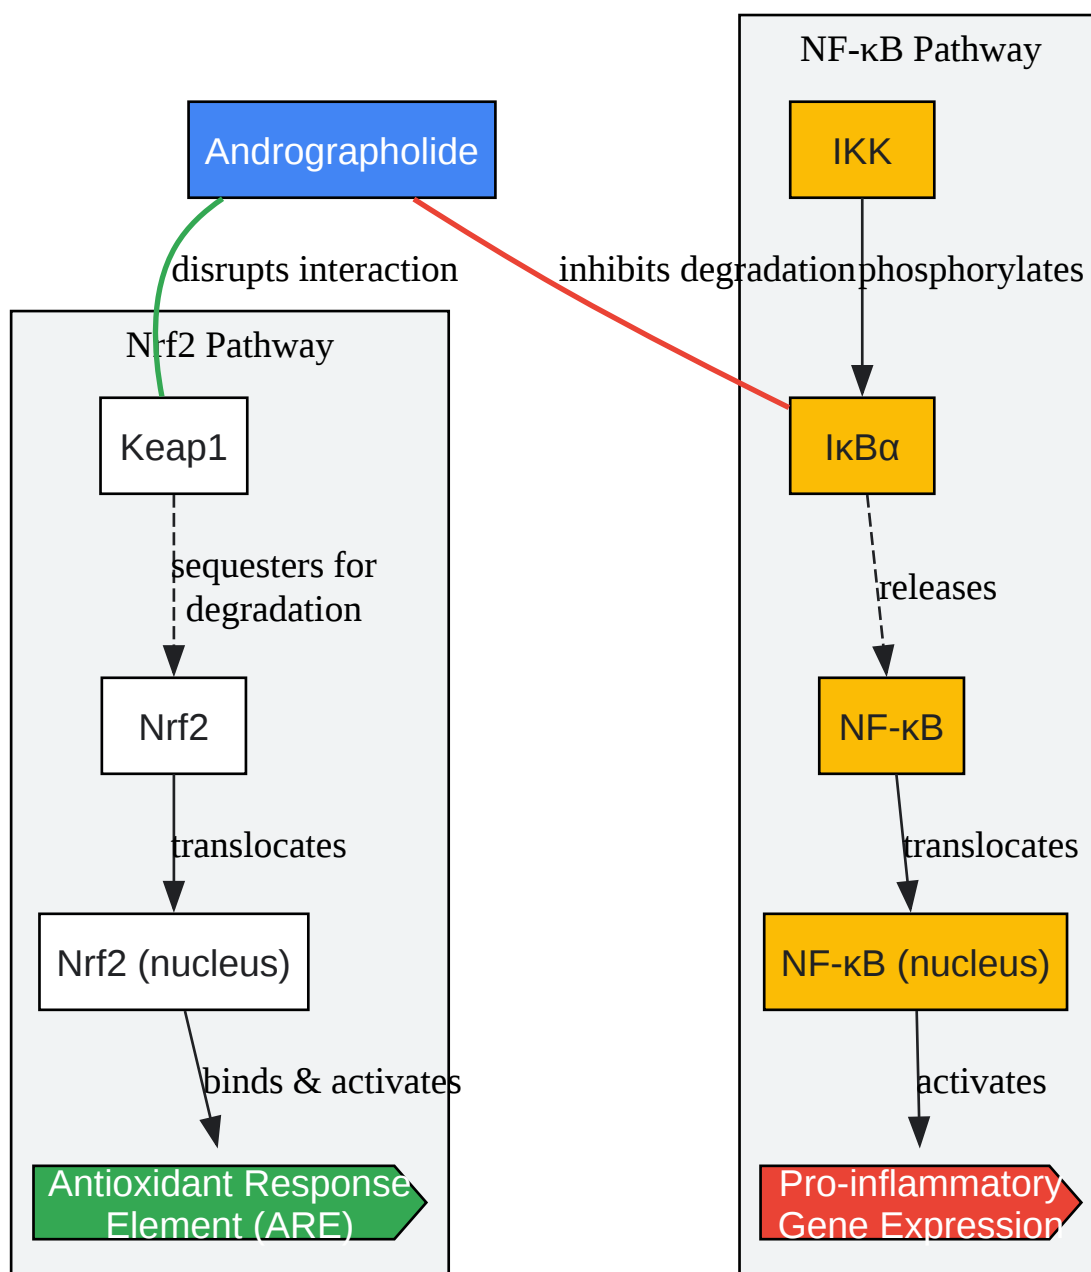 NF-κB Pathway
Andrographolide
IKK
disrupts interaction
inhibits degradation
phosphorylates
Nrf2 Pathway
Keap1
IκBα
sequesters for
degradation
releases
Nrf2
NF-κB
translocates
translocates
Nrf2 (nucleus)
NF-κB (nucleus)
binds & activates
activates
Antioxidant Response
Element (ARE)
Pro-inflammatory
Gene Expression